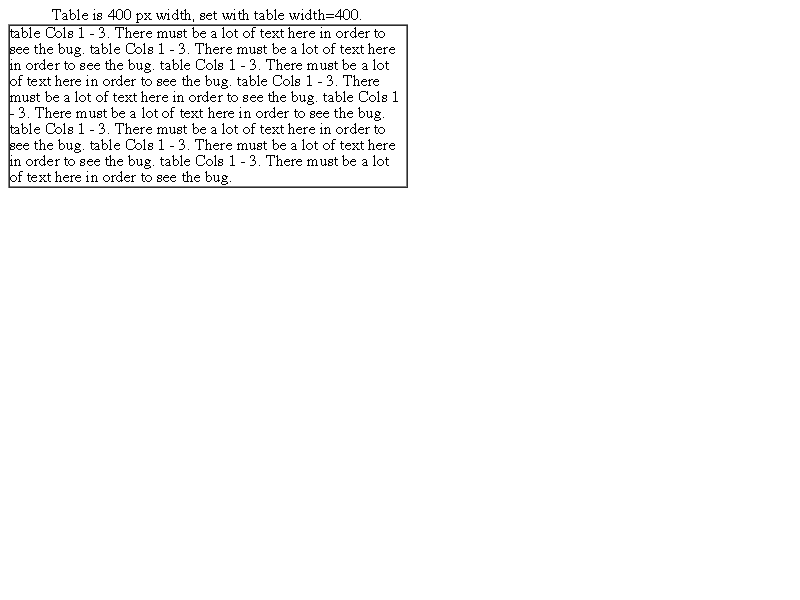 Table is 400 px width, set with table width=400.
table Cols 1 - 3. There must be a lot of text here in order to
see the bug. table Cols 1 - 3. There must be a lot of text here
in order to see the bug. table Cols 1 - 3. There must be a lot
of text here in order to see the bug. table Cols 1 - 3. There
must be a lot of text here in order to see the bug. table Cols 1
- 3. There must be a lot of text here in order to see the bug.
table Cols 1 - 3. There must be a lot of text here in order to
see the bug. table Cols 1 - 3. There must be a lot of text here
in order to see the bug. table Cols 1 - 3. There must be a lot
of text here in order to see the bug.